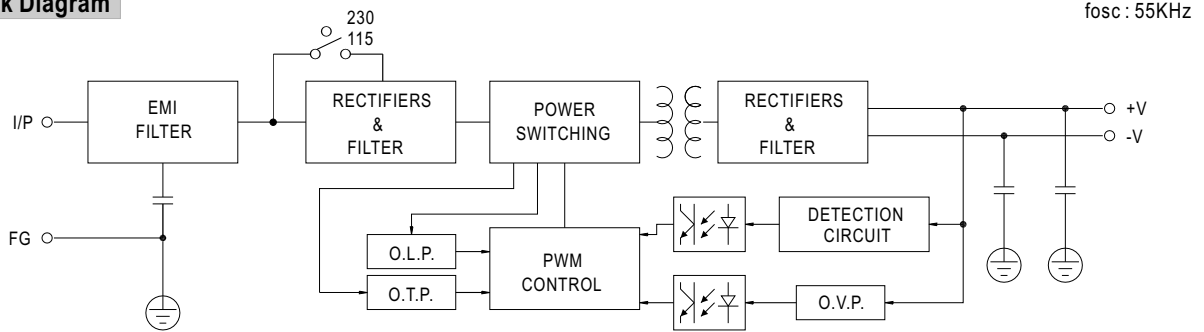 k Diagram
fosc : 55KHz
230
115
I/P
EMI
FILTER
RECTIFIERS
&
FILTER
POWER
SWITCHING
RECTIFIERS
&
FILTER
+V
-V
FG
O.L.P.
O.T.P.
PWM
CONTROL
DETECTION
CIRCUIT
O.V.P.